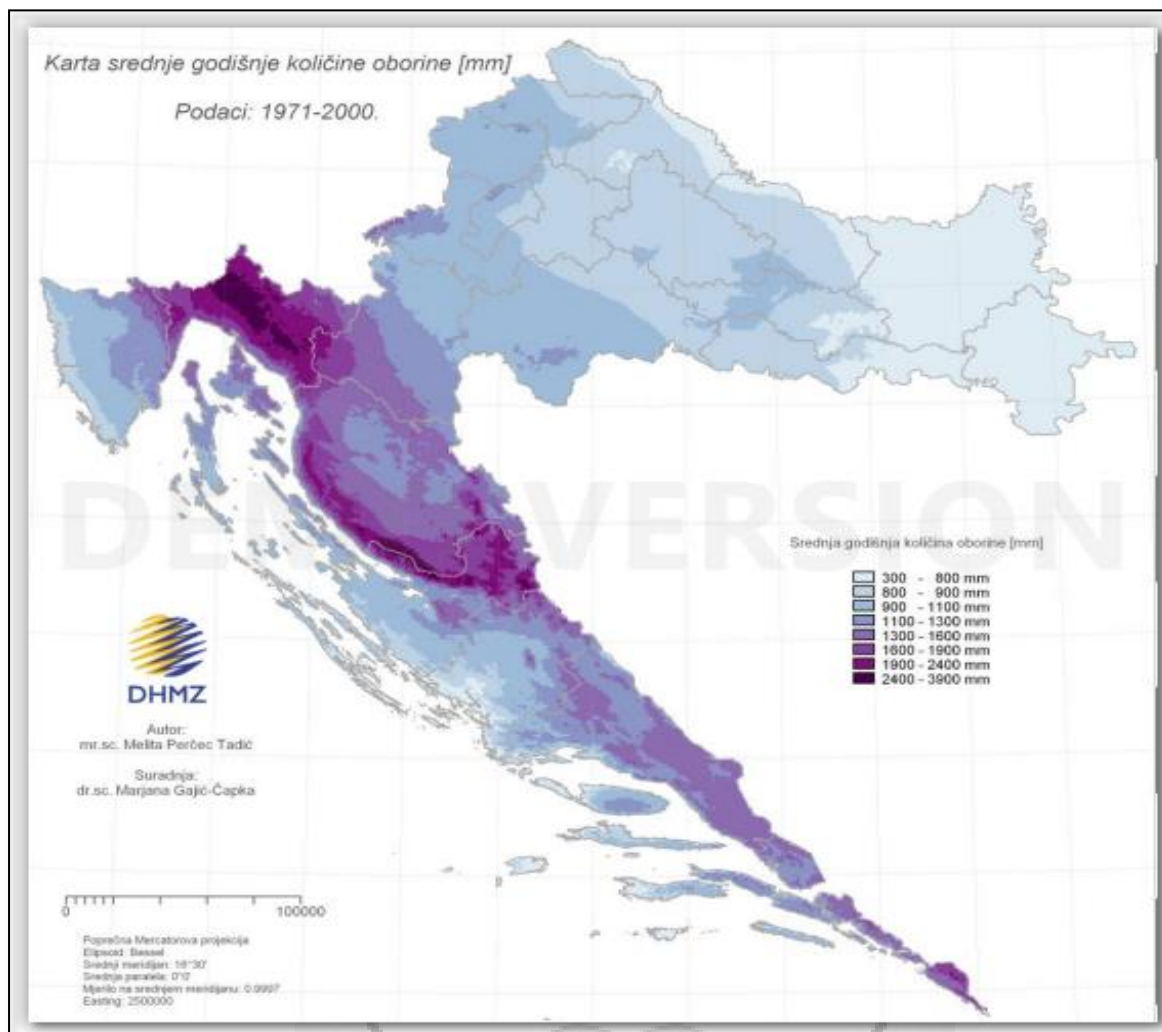 Karta srednje godišnje količine oborine [mm]
Podaci: 1971-2000.
DEMO VERSION
Srednja godišnja količina oborine [mm]
300 - 800 mm
800 - 900 mm
900 - 1100 mm
1100 - 1300 mm
1300 - 1600 mm
1600 - 1900 mm
1900 - 2400 mm
2400 - 3900 mm
DHMZ
Autor:
mr.sc. Melita Perčec Tadić
Suradnja:
dr.sc. Marjana Gajić-Čapka
0 100000
Poprečna Mercatorova projekcija
Elipsoid: Bessel
Srednji meridijan: 16°30'
Srednja paralela: 0°0'
Mjerilo na srednjem meridijanu: 0.9997
Easting: 2500000